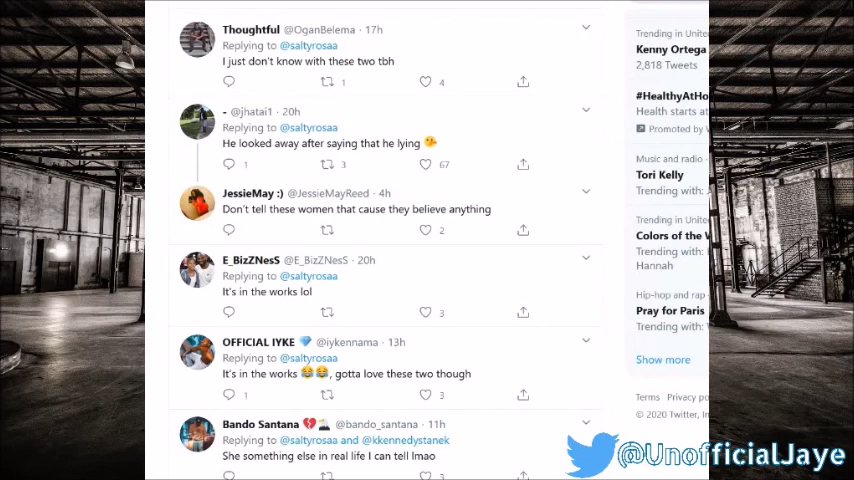 Thoughtful @OganBelema · 17h
Replying to @saltyrosaa
I just don't know with these two tbh
1 4
- @jhatai1 · 20h
Replying to @saltyrosaa
He looked away after saying that he lying 🤥
1 3 67
JessieMay :) @JessieMayReed · 4h
Don't tell these women that cause they believe anything
2
E_BizZNesS @E_BizZNesS · 20h
Replying to @saltyrosaa
It's in the works lol
3
OFFICIAL IYKE 💎 @iykennama · 13h
Replying to @saltyrosaa
It's in the works 😂😂, gotta love these two though
1 3
Bando Santana 💔 @bando_santana · 11h
Replying to @saltyrosaa and @kkennedystanek
She something else in real life I can tell lmao
3
Trending in Unite
Kenny Ortega
2,818 Tweets
#HealthyAtHo
Health starts at
Promoted by
Music and radio ·
Tori Kelly
Trending with:
Trending in Unite
Colors of the W
Trending with:
Hannah
Hip-hop and rap ·
Pray for Paris
Trending with:
Show more
Terms Privacy po
© 2020 Twitter, In
@UnofficialJaye